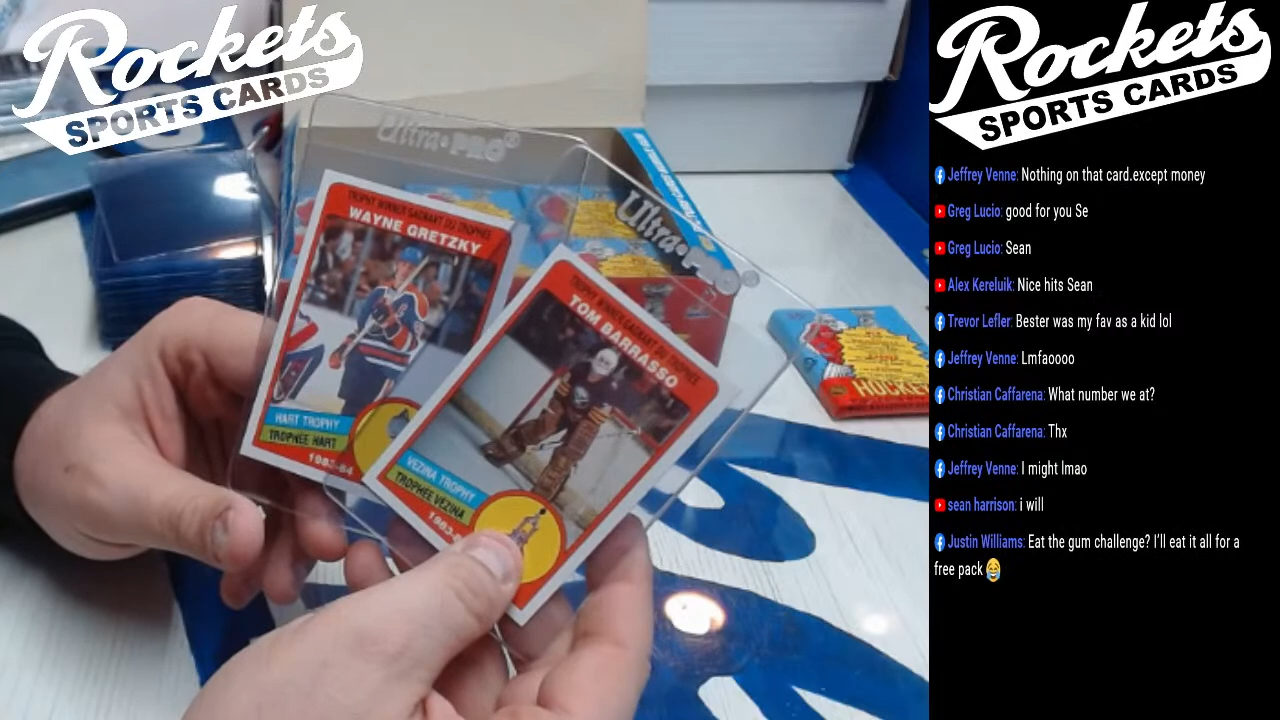 Rockets
SPORTS CARDS
Ultra·PRO®
Ultra·PRO®
TROPHY WINNER GAGNANT DU TROPHÉE
WAYNE GRETZKY
HART TROPHY
TROPHÉE HART
1983-84
TROPHY WINNER GAGNANT DU TROPHÉE
TOM BARRASSO
VEZINA TROPHY
TROPHÉE VEZINA
HOCKEY
Rockets
SPORTS CARDS
Jeffrey Venne: Nothing on that card.except money
Greg Lucio: good for you Se
Greg Lucio: Sean
Alex Kereluik: Nice hits Sean
Trevor Lefler: Bester was my fav as a kid lol
Jeffrey Venne: Lmfaoooo
Christian Caffarena: What number we at?
Christian Caffarena: Thx
Jeffrey Venne: I might lmao
sean harrison: i will
Justin Williams: Eat the gum challenge? I'll eat it all for a
free pack 😂